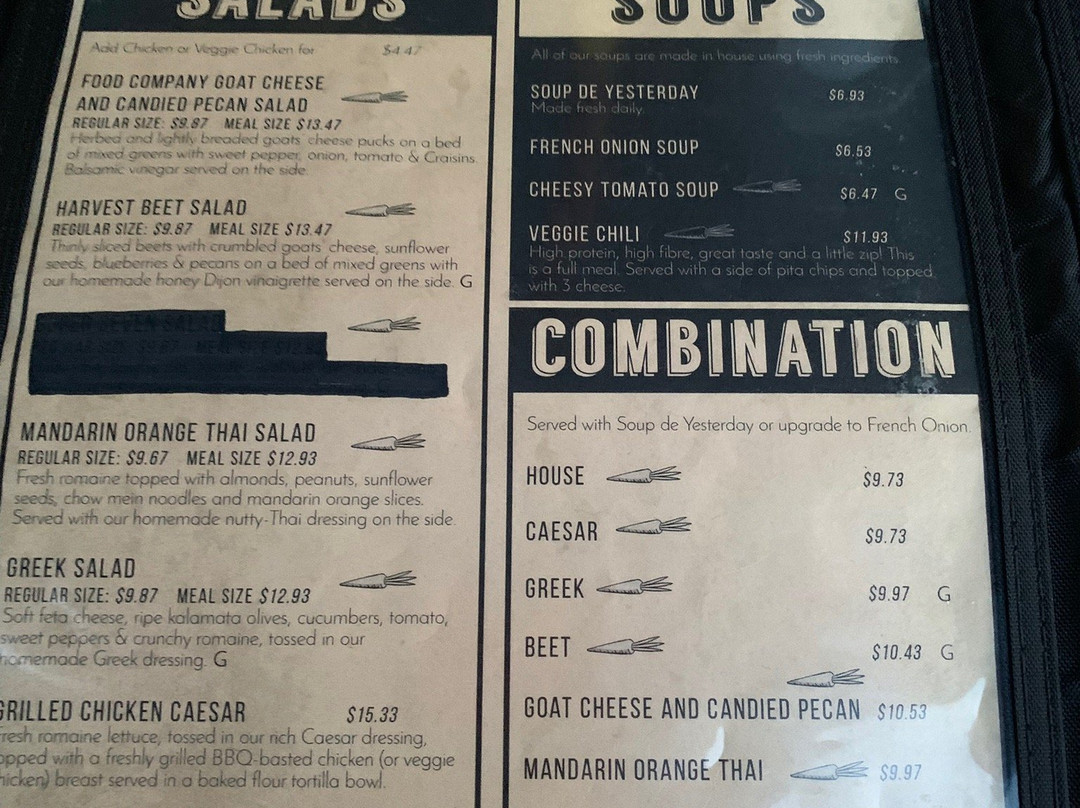 SALADS
Add Chicken or Veggie Chicken for $4.47
FOOD COMPANY GOAT CHEESE
AND CANDIED PECAN SALAD
REGULAR SIZE: $9.87 MEAL SIZE $13.47
Herbed and lightly breaded goats' cheese pucks on a bed
of mixed greens with sweet pepper, onion, tomato & Craisins.
Balsamic vinegar served on the side.
HARVEST BEET SALAD
REGULAR SIZE: $9.87 MEAL SIZE $13.47
Thinly sliced beets with crumbled goats' cheese, sunflower
seeds, blueberries & pecans on a bed of mixed greens with
our homemade honey Dijon vinaigrette served on the side. G
SEVEN SALAD
MANDARIN ORANGE THAI SALAD
REGULAR SIZE: $9.67 MEAL SIZE $12.93
Fresh romaine topped with almonds, peanuts, sunflower
seeds, chow mein noodles and mandarin orange slices.
Served with our homemade nutty-Thai dressing on the side.
GREEK SALAD
REGULAR SIZE: $9.87 MEAL SIZE $12.93
Soft feta cheese, ripe kalamata olives, cucumbers, tomato,
sweet peppers & crunchy romaine, tossed in our
homemade Greek dressing. G
GRILLED CHICKEN CAESAR $15.33
Fresh romaine lettuce, tossed in our rich Caesar dressing,
topped with a freshly grilled BBQ-basted chicken (or veggie
chicken) breast served in a baked flour tortilla bowl.
SOUPS
All of our soups are made in house using fresh ingredients.
SOUP DE YESTERDAY $6.93
Made fresh daily.
FRENCH ONION SOUP $6.53
CHEESY TOMATO SOUP $6.47 G
VEGGIE CHILI $11.93
High protein, high fibre, great taste and a little zip! This
is a full meal. Served with a side of pita chips and topped
with 3 cheese.
COMBINATION
Served with Soup de Yesterday or upgrade to French Onion.
HOUSE $9.73
CAESAR $9.73
GREEK $9.97 G
BEET $10.43 G
GOAT CHEESE AND CANDIED PECAN $10.53
MANDARIN ORANGE THAI $9.97